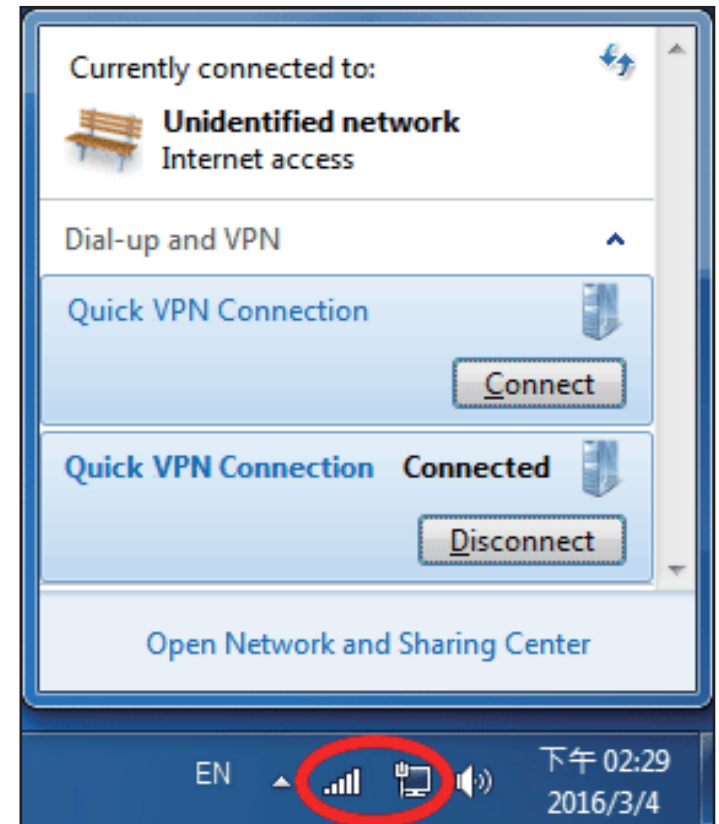 Currently connected to:
Unidentified network
Internet access
Dial-up and VPN
Quick VPN Connection
Connect
Quick VPN Connection Connected
Disconnect
Open Network and Sharing Center
EN 下午 02:29
2016/3/4